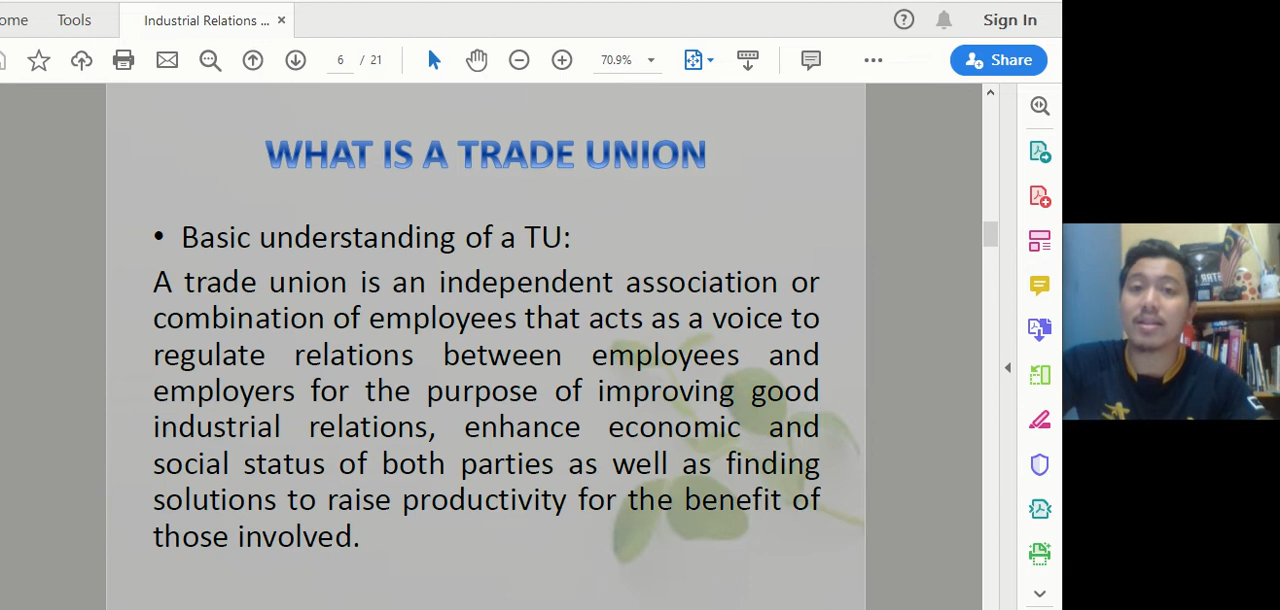 ome Tools Industrial Relations ... × Sign In
6 / 21 70.9% Share
WHAT IS A TRADE UNION
• Basic understanding of a TU:
A trade union is an independent association or
combination of employees that acts as a voice to
regulate relations between employees and
employers for the purpose of improving good
industrial relations, enhance economic and
social status of both parties as well as finding
solutions to raise productivity for the benefit of
those involved.